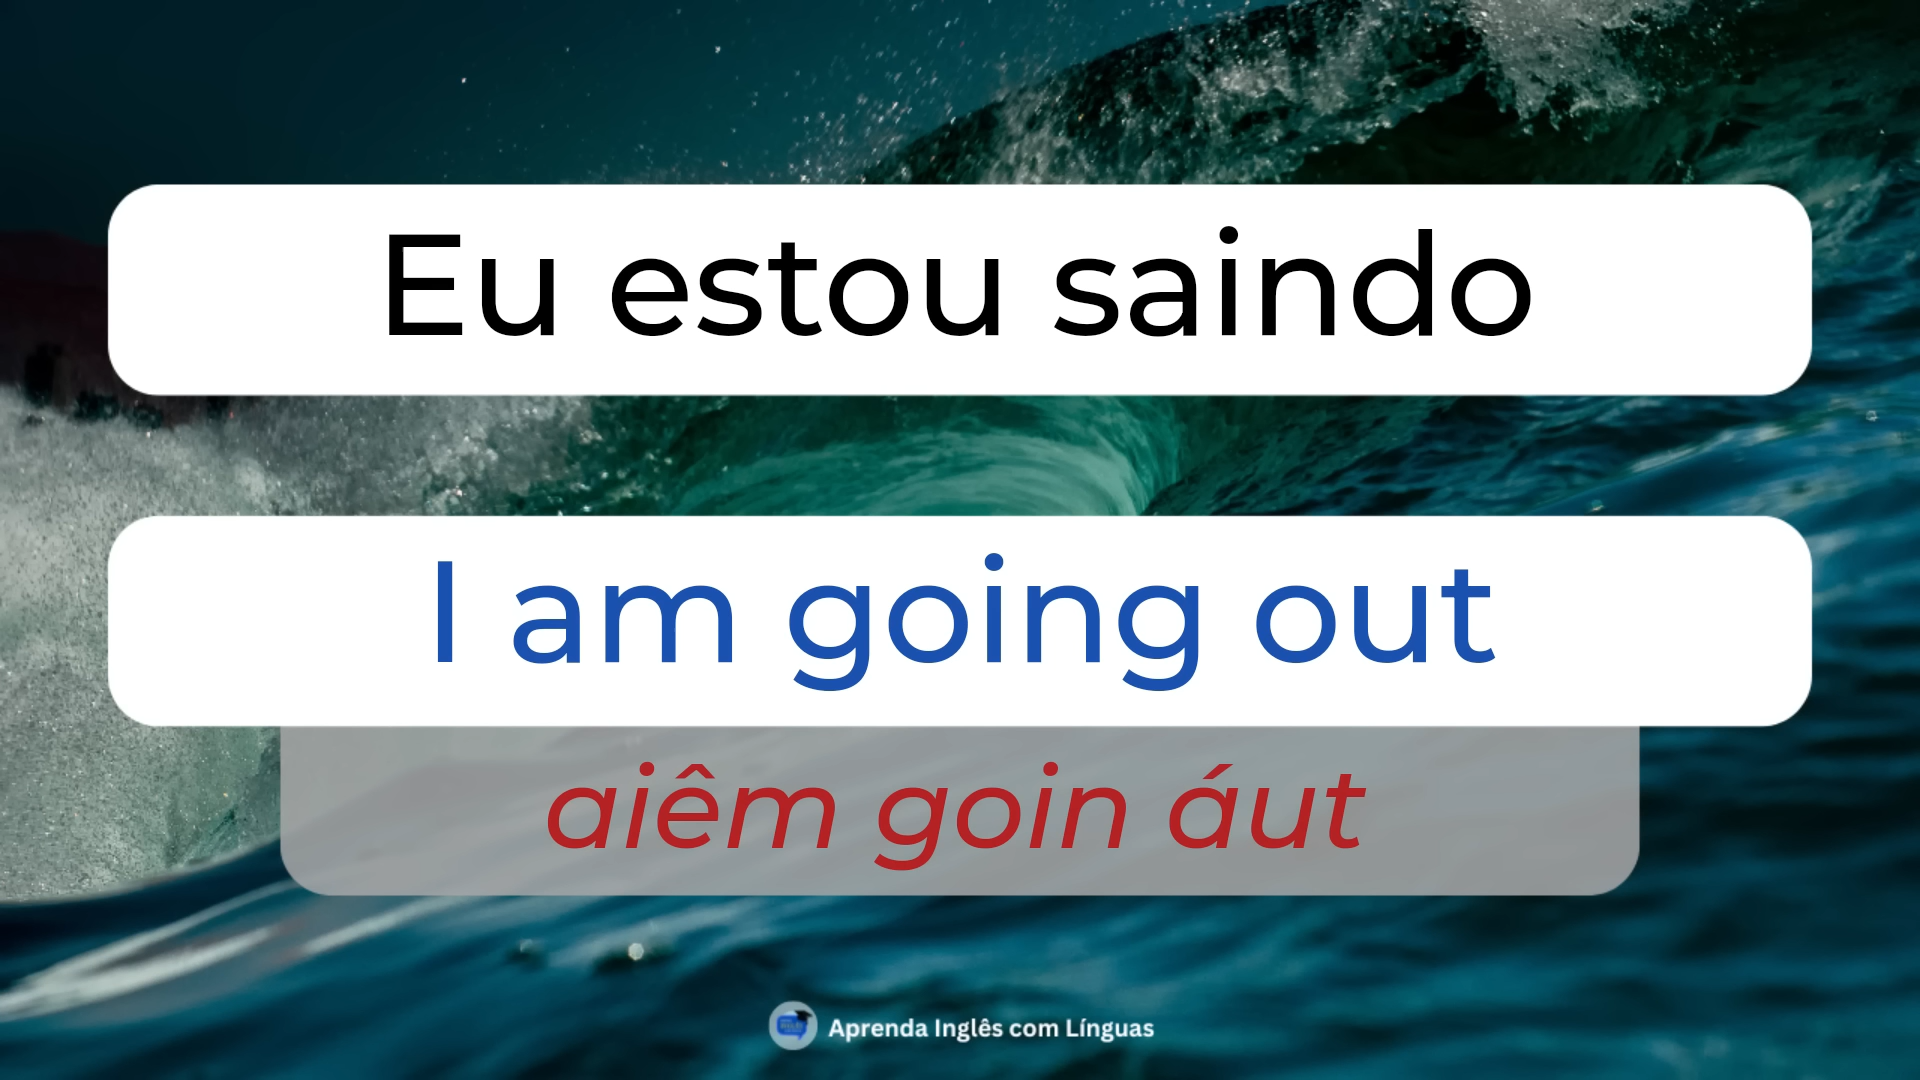 Eu estou saindo
I am going out
aiêm goin áut
Aprenda Inglês com Línguas